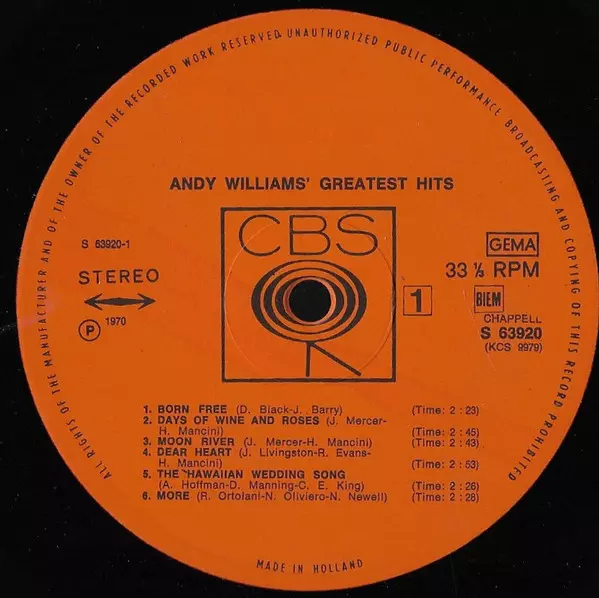 ALL RIGHTS OF THE MANUFACTURER AND OF THE OWNER OF THE RECORDED WORK RESERVED UNAUTHORIZED PUBLIC PERFORMANCE BROADCASTING AND COPYING OF THIS RECORD PROHIBITED
ANDY WILLIAMS' GREATEST HITS
CBS
S 63920-1
STEREO
℗ 1970
GEMA
33 ⅓ RPM
1
BIEM
CHAPPELL
S 63920
(KCS 9979)
1. BORN FREE (D. Black-J. Barry) (Time: 2 : 23)
2. DAYS OF WINE AND ROSES (J. Mercer-
H. Mancini) (Time: 2 : 45)
3. MOON RIVER (J. Mercer-H. Mancini) (Time: 2 : 43)
4. DEAR HEART (J. Livingston-R. Evans-
H. Mancini) (Time: 2 : 53)
5. THE HAWAIIAN WEDDING SONG
(A. Hoffman-D. Manning-C. E. King) (Time: 2 : 26)
6. MORE (R. Ortolani-N. Oliviero-N. Newell) (Time: 2 : 28)
MADE IN HOLLAND